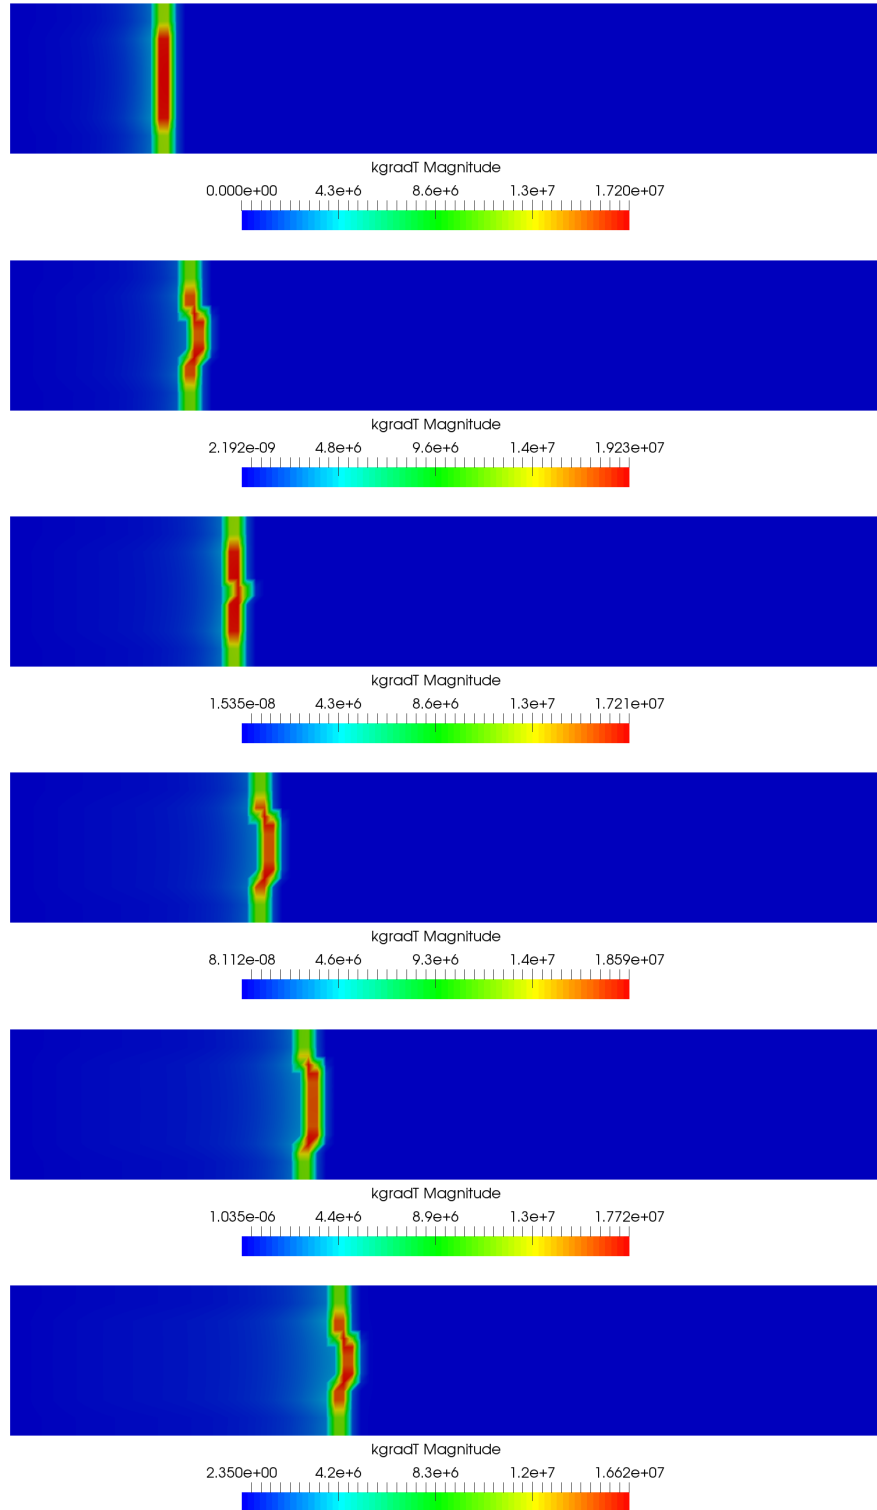 kgradT Magnitude
0.000e+00 4.3e+6 8.6e+6 1.3e+7 1.720e+07
kgradT Magnitude
2.192e-09 4.8e+6 9.6e+6 1.4e+7 1.923e+07
kgradT Magnitude
1.535e-08 4.3e+6 8.6e+6 1.3e+7 1.721e+07
kgradT Magnitude
8.112e-08 4.6e+6 9.3e+6 1.4e+7 1.859e+07
kgradT Magnitude
1.035e-06 4.4e+6 8.9e+6 1.3e+7 1.772e+07
kgradT Magnitude
2.350e+00 4.2e+6 8.3e+6 1.2e+7 1.662e+07